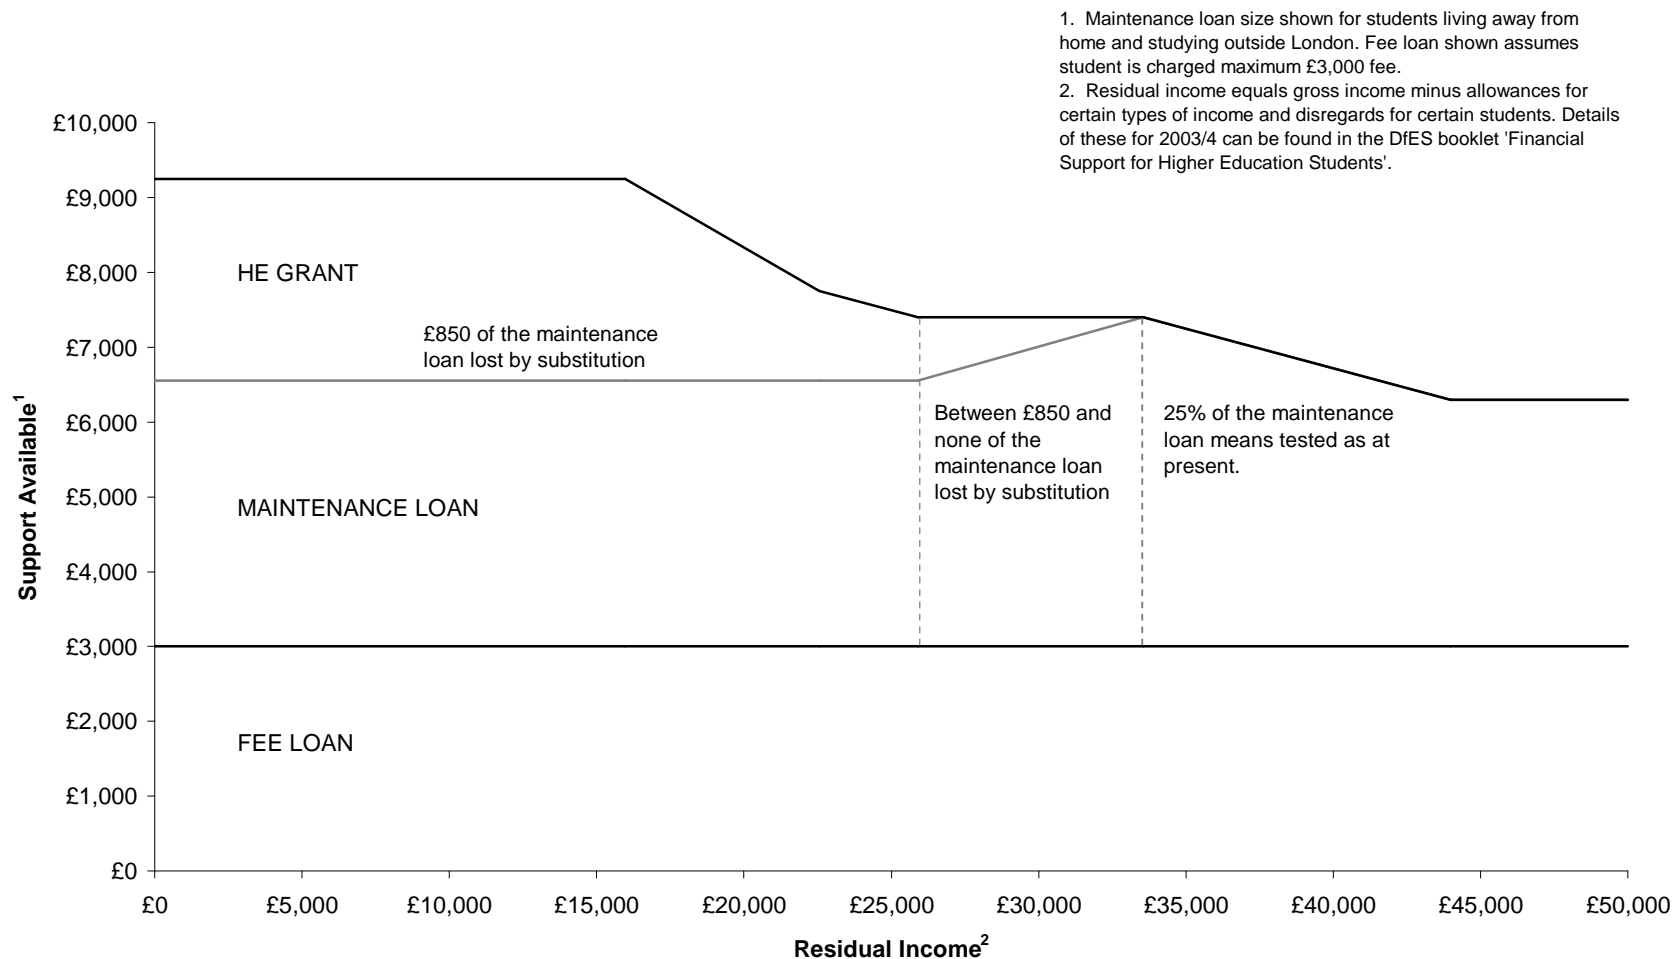 1. Maintenance loan size shown for students living away from
home and studying outside London. Fee loan shown assumes
student is charged maximum £3,000 fee.
2. Residual income equals gross income minus allowances for
certain types of income and disregards for certain students. Details
of these for 2003/4 can be found in the DfES booklet 'Financial
Support for Higher Education Students'.
£10,000
£9,000
£8,000
£7,000
£6,000
£5,000
£4,000
£3,000
£2,000
£1,000
£0
Support Available¹
HE GRANT
£850 of the maintenance
loan lost by substitution
Between £850 and
none of the
maintenance loan
lost by substitution
25% of the maintenance
loan means tested as at
present.
MAINTENANCE LOAN
FEE LOAN
£0 £5,000 £10,000 £15,000 £20,000 £25,000 £30,000 £35,000 £40,000 £45,000 £50,000
Residual Income²